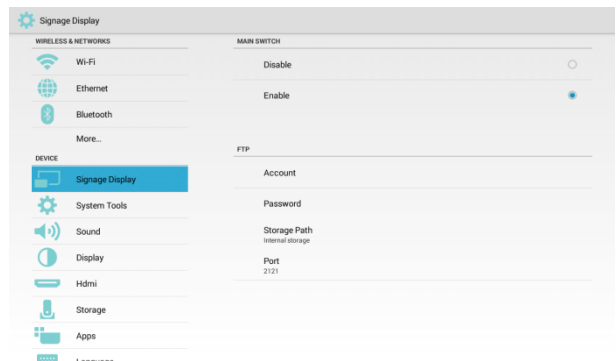 Signage Display
WIRELESS & NETWORKS
Wi-Fi
Ethernet
Bluetooth
More...
DEVICE
Signage Display
System Tools
Sound
Display
Hdmi
Storage
Apps
Language
MAIN SWITCH
Disable
Enable
FTP
Account
Password
Storage Path
Internal storage
Port
2121